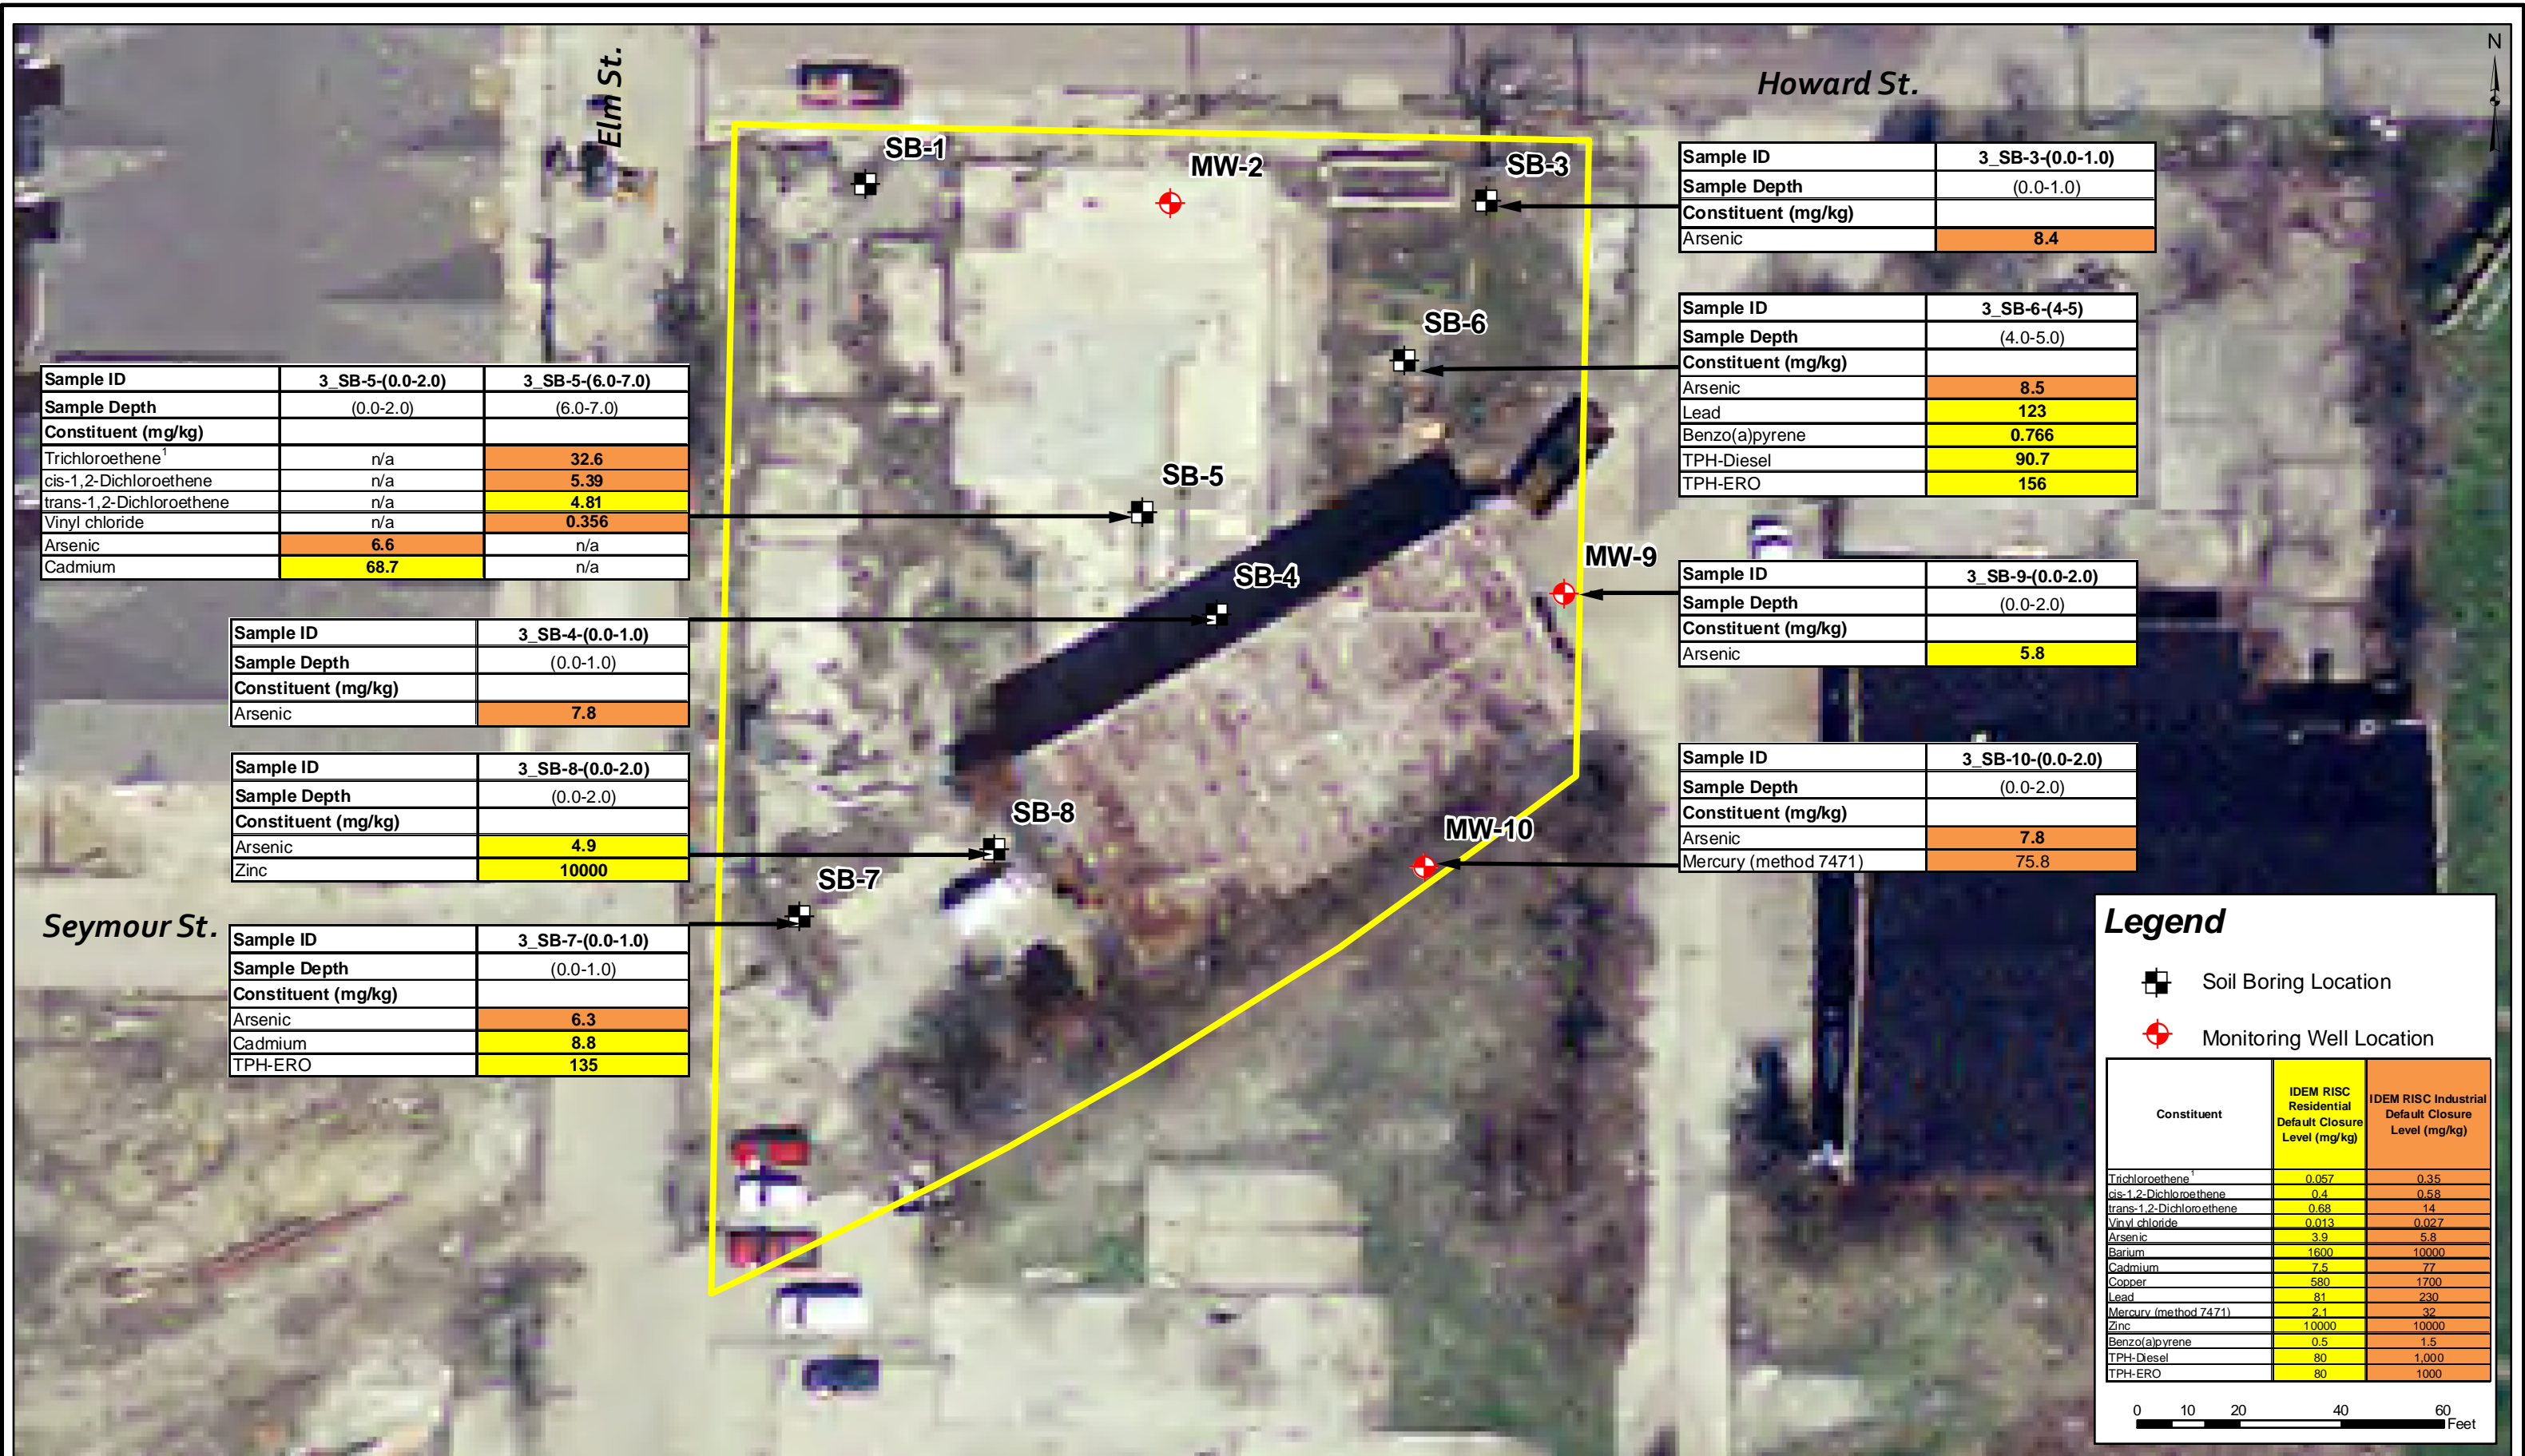 Elm St.
Howard St.
N
SB-1
MW-2
SB-3
Sample ID 3_SB-3-(0.0-1.0)
Sample Depth (0.0-1.0)
Constituent (mg/kg)
Arsenic 8.4
SB-6
Sample ID 3_SB-6-(4-5)
Sample Depth (4.0-5.0)
Constituent (mg/kg)
Arsenic 8.5
Lead 123
Benzo(a)pyrene 0.766
TPH-Diesel 90.7
TPH-ERO 156
Sample ID 3_SB-5-(0.0-2.0) 3_SB-5-(6.0-7.0)
Sample Depth (0.0-2.0) (6.0-7.0)
Constituent (mg/kg)
Trichloroethene¹ n/a 32.6
cis-1,2-Dichloroethene n/a 5.39
trans-1,2-Dichloroethene n/a 4.81
Vinyl chloride n/a 0.356
Arsenic 6.6 n/a
Cadmium 68.7 n/a
SB-5
SB-4
MW-9
Sample ID 3_SB-9-(0.0-2.0)
Sample Depth (0.0-2.0)
Constituent (mg/kg)
Arsenic 5.8
Sample ID 3_SB-4-(0.0-1.0)
Sample Depth (0.0-1.0)
Constituent (mg/kg)
Arsenic 7.8
Sample ID 3_SB-8-(0.0-2.0)
Sample Depth (0.0-2.0)
Constituent (mg/kg)
Arsenic 4.9
Zinc 10000
SB-8
MW-10
Sample ID 3_SB-10-(0.0-2.0)
Sample Depth (0.0-2.0)
Constituent (mg/kg)
Arsenic 7.8
Mercury (method 7471) 75.8
SB-7
Seymour St.
Sample ID 3_SB-7-(0.0-1.0)
Sample Depth (0.0-1.0)
Constituent (mg/kg)
Arsenic 6.3
Cadmium 8.8
TPH-ERO 135
Legend
Soil Boring Location
Monitoring Well Location
Constituent
IDEM RISC
Residential
Default Closure
Level (mg/kg)
IDEM RISC Industrial
Default Closure
Level (mg/kg)
Trichloroethene¹ 0.057 0.35
cis-1,2-Dichloroethene 0.4 0.58
trans-1,2-Dichloroethene 0.68 14
Vinyl chloride 0.013 0.027
Arsenic 3.9 5.8
Barium 1600 10000
Cadmium 7.5 77
Copper 580 1700
Lead 81 230
Mercury (method 7471) 2.1 32
Zinc 10000 10000
Benzo(a)pyrene 0.5 1.5
TPH-Diesel 80 1,000
TPH-ERO 80 1000
0 10 20 40 60
Feet